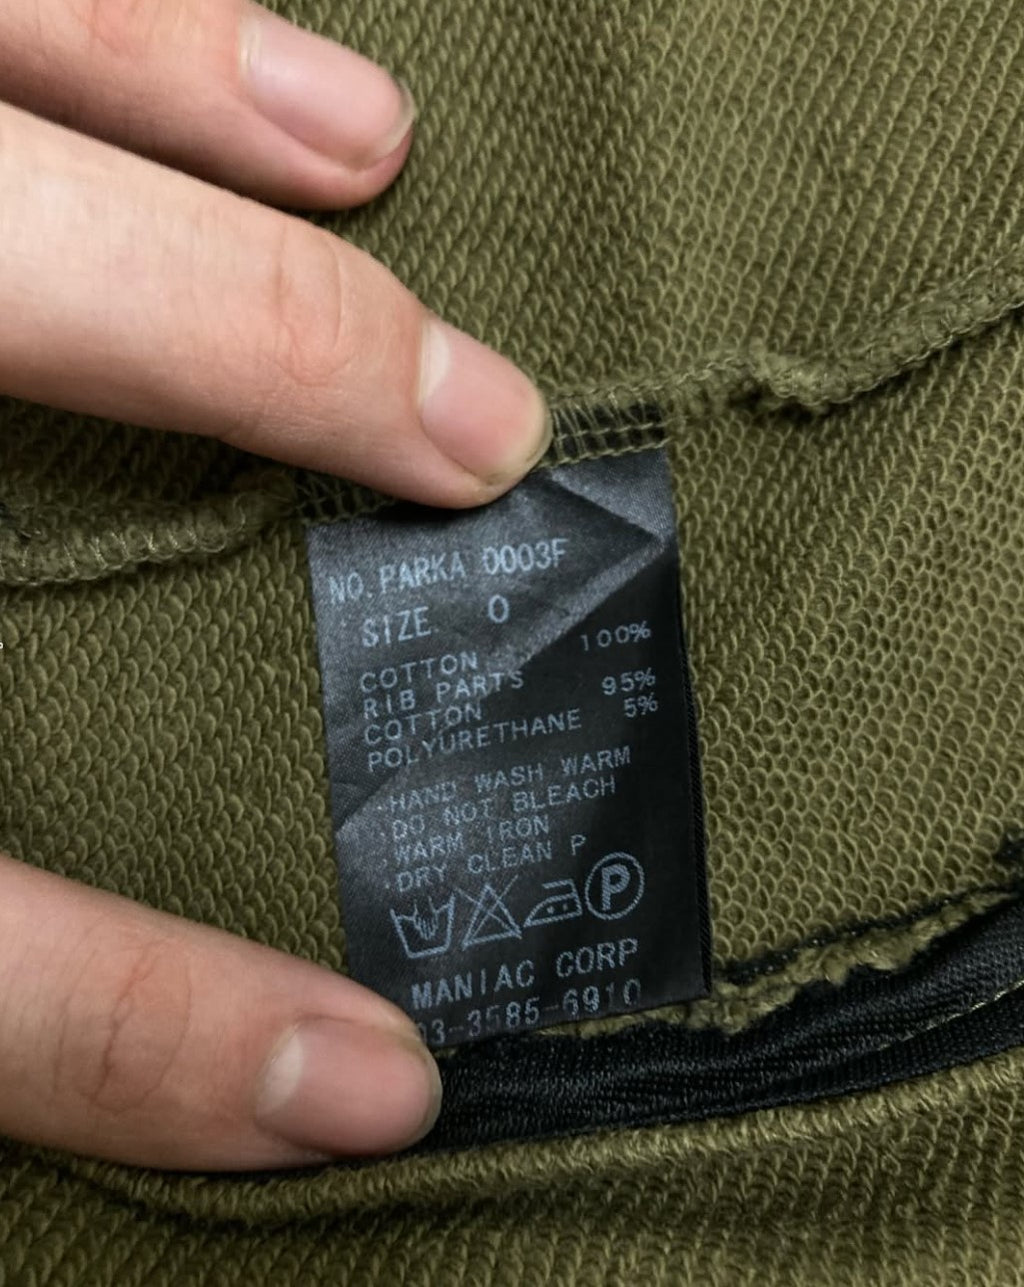 NO. PARKA 0003F
SIZE 0
COTTON 100%
RIB PARTS
COTTON 95%
POLYURETHANE 5%
HAND WASH WARM
DO NOT BLEACH
WARM IRON
DRY CLEAN P
P
MANIAC CORP
03-3585-6910